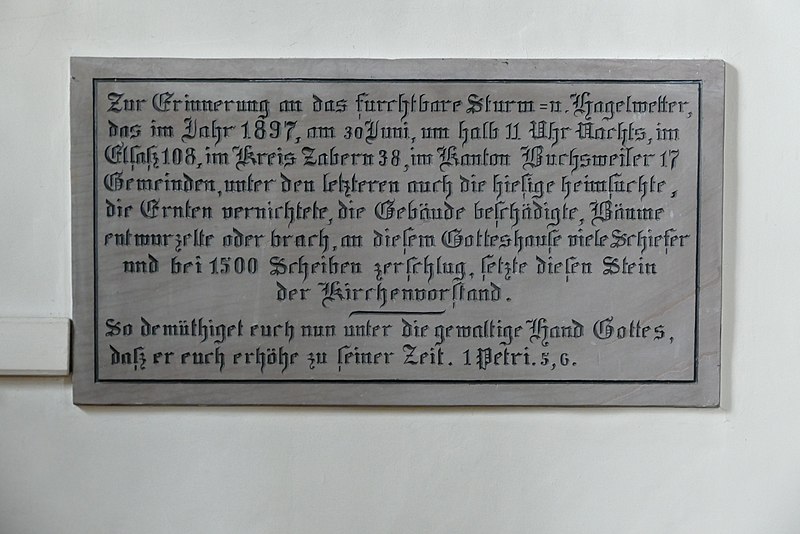 Zur Erinnerung an das furchtbare Sturm=u. Hagelwetter,
das im Jahr 1897, am 30 Juni, um halb 11 Uhr Nachts, im
Elsaß 108, im Kreis Zabern 38, im Kanton Buchsweiler 17
Gemeinden, unter den letzteren auch die hiesige heimsuchte,
die Ernten vernichtete, die Gebäude beschädigte, Bäume
entwurzelte oder brach, an diesem Gotteshause viele Schiefer
und bei 1500 Scheiben zerschlug, setzte diesen Stein
der Kirchenvorstand.
So demüthiget euch nun unter die gewaltige Hand Gottes,
daß er euch erhöhe zu seiner Zeit. 1 Petri. 5, 6.